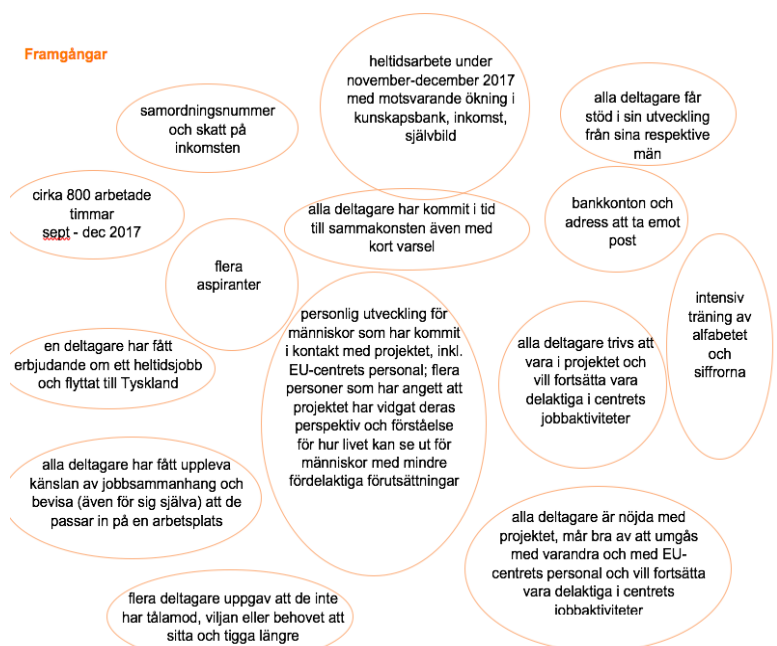 Framgångar
heltidsarbete under
november-december 2017
med motsvarande ökning i
kunskapsbank, inkomst,
självbild
samordningsnummer
och skatt på
inkomsten
alla deltagare får
stöd i sin utveckling
från sina respektive
män
cirka 800 arbetade
timmar
sept - dec 2017
alla deltagare har kommit i tid
till sammakonsten även med
kort varsel
bankkonton och
adress att ta emot
post
flera
aspiranter
intensiv
träning av
alfabetet
och
siffrorna
personlig utveckling för
människor som har kommit
i kontakt med projektet, inkl.
EU-centrets personal; flera
personer som har angett att
projektet har vidgat deras
perspektiv och förståelse
för hur livet kan se ut för
människor med mindre
fördelaktiga förutsättningar
en deltagare har fått
erbjudande om ett heltidsjobb
och flyttat till Tyskland
alla deltagare trivs att
vara i projektet och
vill fortsätta vara
delaktiga i centrets
jobbaktiviteter
alla deltagare har fått uppleva
känslan av jobbsammanhang och
bevisa (även för sig själva) att de
passar in på en arbetsplats
alla deltagare är nöjda med
projektet, mår bra av att umgås
med varandra och med EU-
centrets personal och vill fortsätta
vara delaktiga i centrets
jobbaktiviteter
flera deltagare uppgav att de inte
har tålamod, viljan eller behovet att
sitta och tigga längre